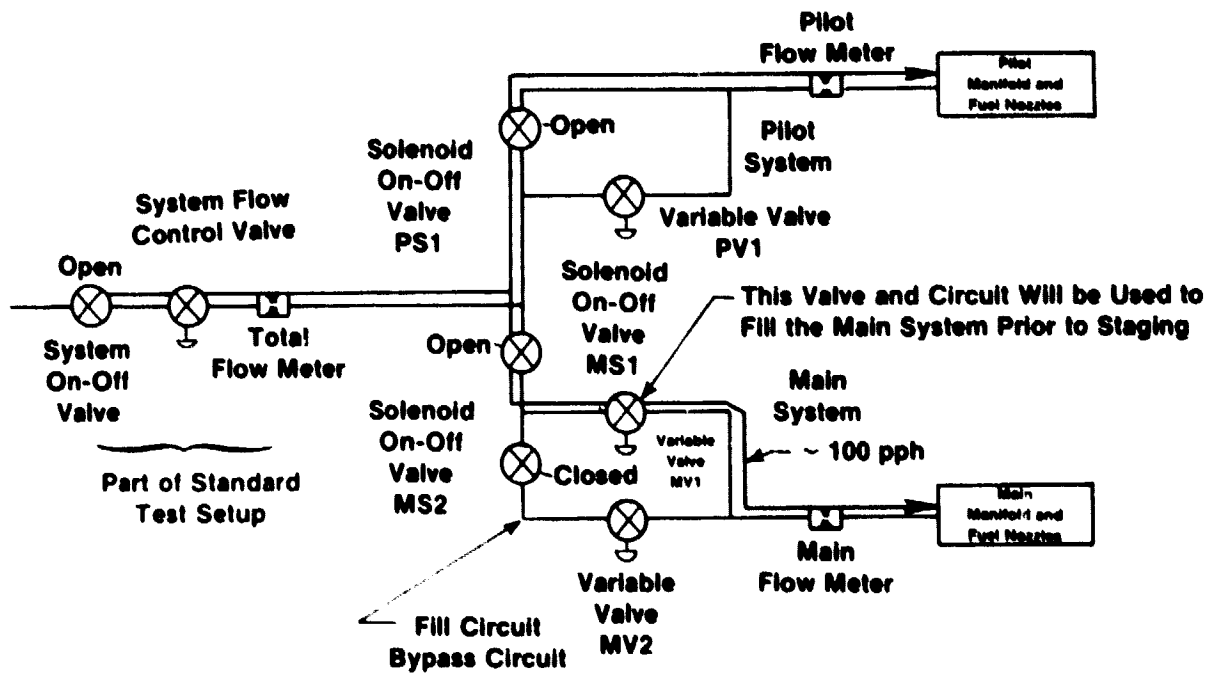 Pilot
Flow Meter
Pilot
Manifold and
Fuel Nozzles
Open
Pilot
System
Solenoid
On-Off
Valve
PS1
System Flow
Control Valve
Variable Valve
PV1
Open
Solenoid
On-Off
Valve
MS1
This Valve and Circuit Will be Used to
Fill the Main System Prior to Staging
System
On-Off
Valve
Total
Flow Meter
Open
Main
System
Solenoid
On-Off
Valve
MS2
Variable
Valve
MV1
~ 100 pph
Closed
Part of Standard
Test Setup
Main
Manifold and
Fuel Nozzles
Main
Flow Meter
Variable
Valve
MV2
Fill Circuit
Bypass Circuit